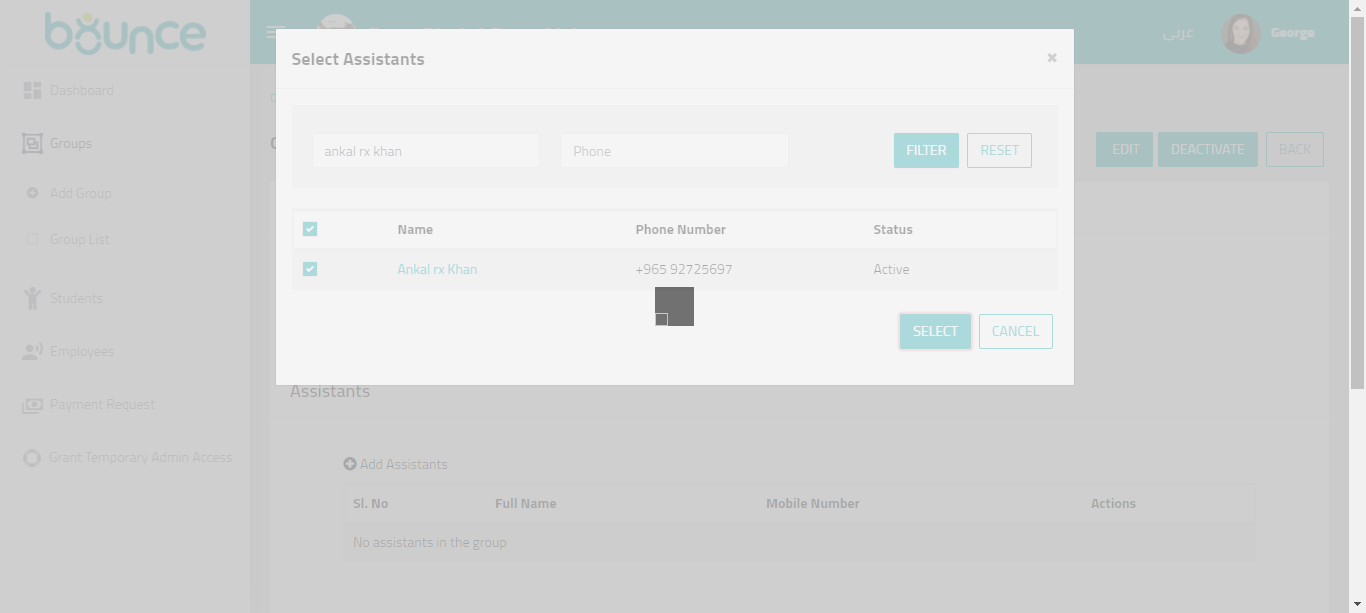 bounce
عربي
George
Select Assistants
×
Dashboard
Groups
Add Group
Group List
Students
Employees
Payment Request
Grant Temporary Admin Access
ankal rx khan
Phone
FILTER
RESET
EDIT
DEACTIVATE
BACK
Name
Phone Number
Status
Ankal rx Khan
+965 92725697
Active
SELECT
CANCEL
Assistants
Add Assistants
Sl. No
Full Name
Mobile Number
Actions
No assistants in the group